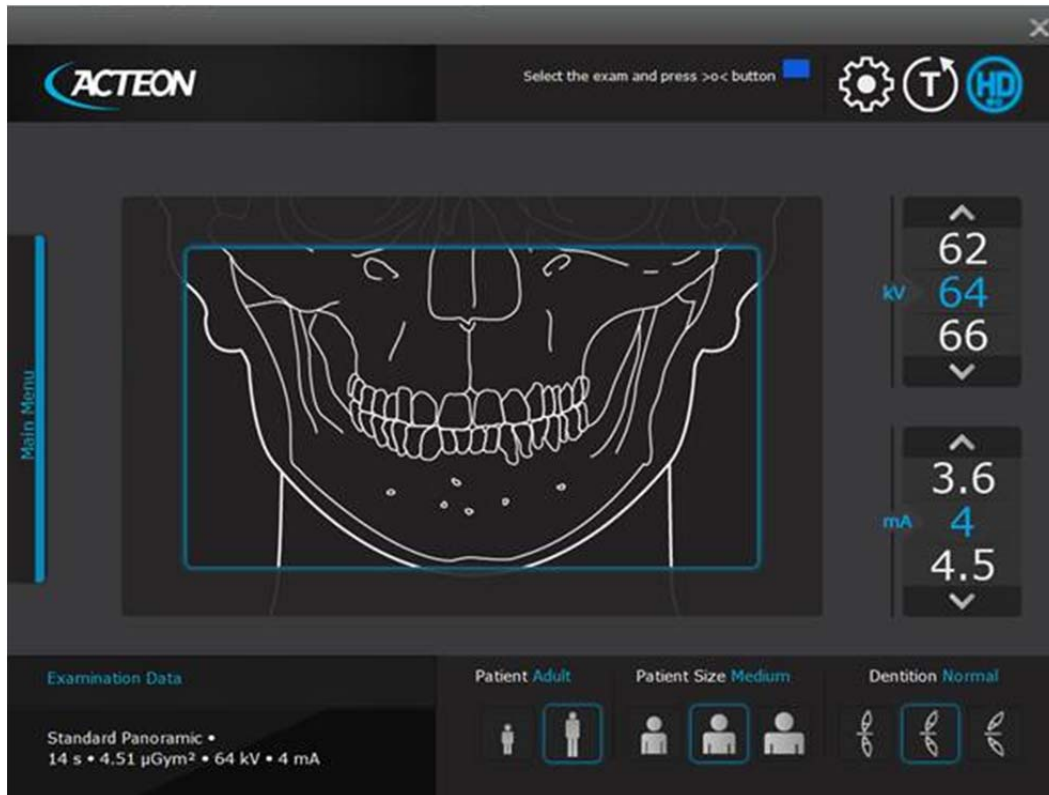 ACTEON
Select the exam and press >o< button
T
HD
Main Menu
62
kV 64
66
3.6
mA 4
4.5
Examination Data
Standard Panoramic •
14 s • 4.51 µGym² • 64 kV • 4 mA
Patient Adult
Patient Size Medium
Dentition Normal